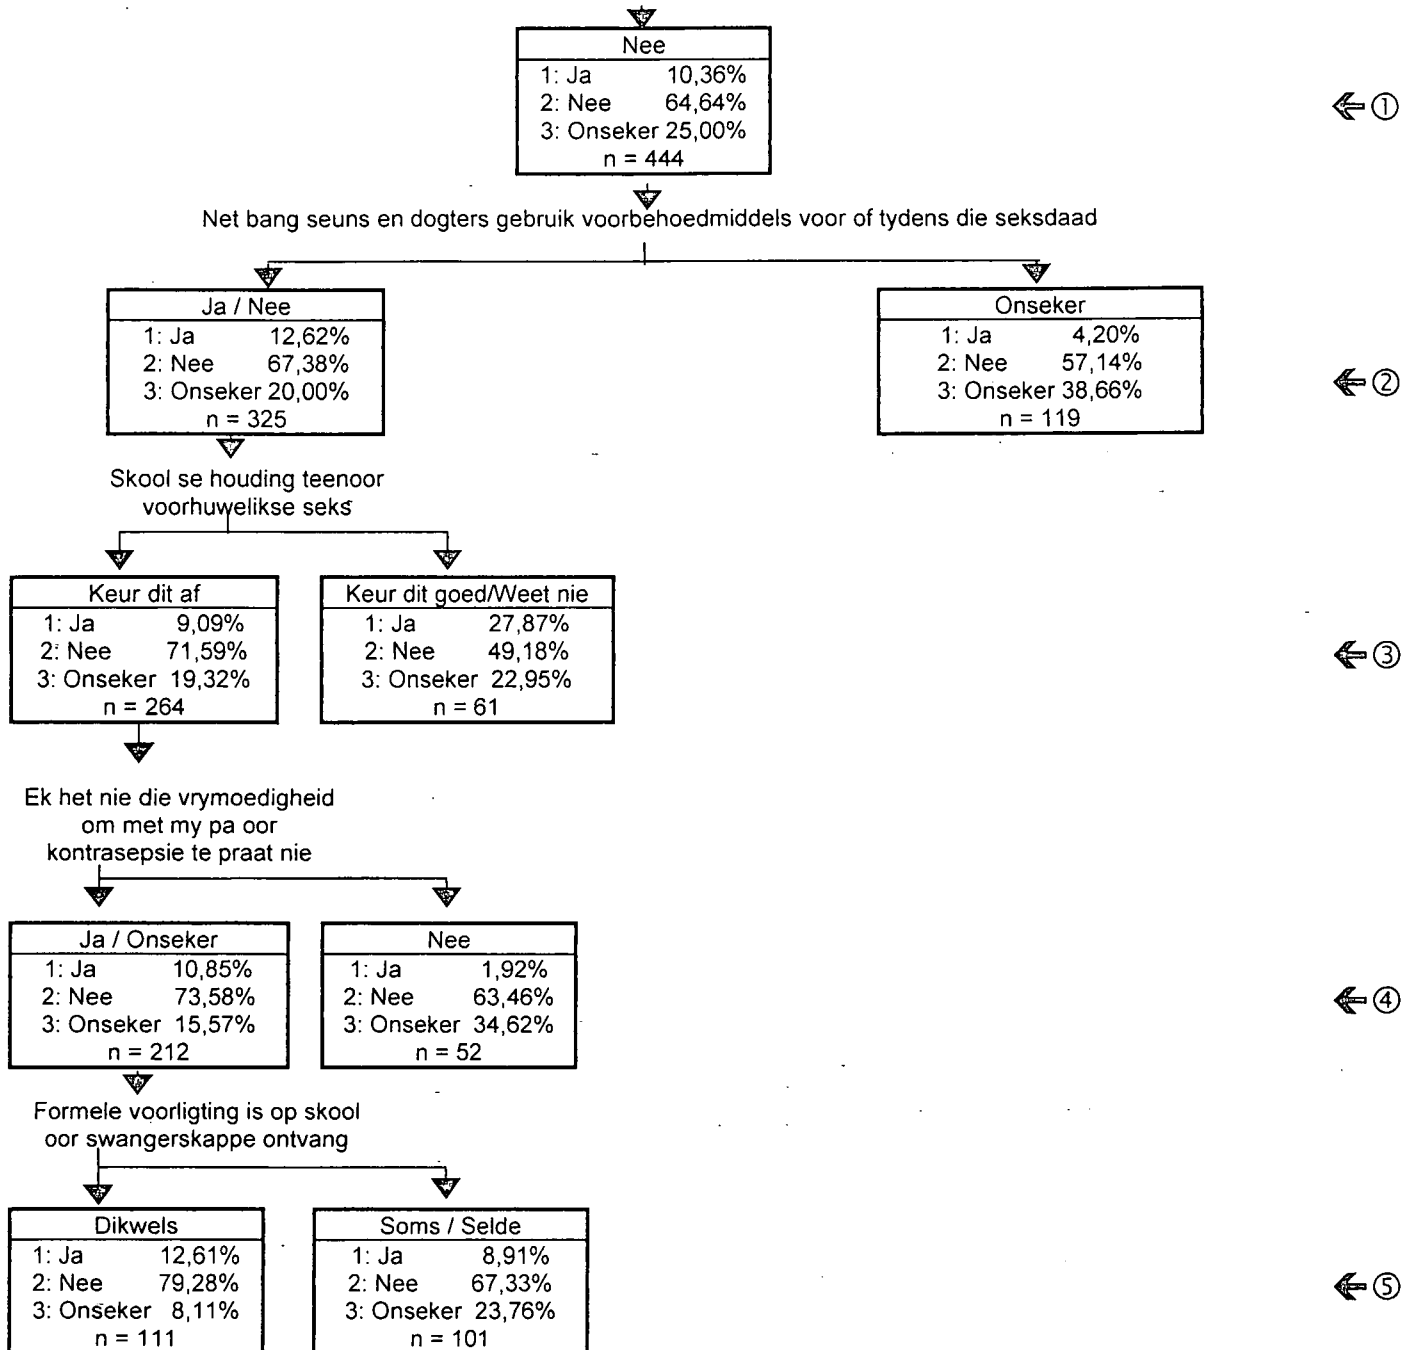 Nee
1: Ja 10,36%
2: Nee 64,64%
3: Onseker 25,00%
n = 444
←①
Net bang seuns en dogters gebruik voorbehoedmiddels voor of tydens die seksdaad
Ja / Nee
1: Ja 12,62%
2: Nee 67,38%
3: Onseker 20,00%
n = 325
Onseker
1: Ja 4,20%
2: Nee 57,14%
3: Onseker 38,66%
n = 119
←②
Skool se houding teenoor
voorhuwelikse seks
Keur dit af
1: Ja 9,09%
2: Nee 71,59%
3: Onseker 19,32%
n = 264
Keur dit goed/Weet nie
1: Ja 27,87%
2: Nee 49,18%
3: Onseker 22,95%
n = 61
←③
Ek het nie die vrymoedigheid
om met my pa oor
kontrasepsie te praat nie
Ja / Onseker
1: Ja 10,85%
2: Nee 73,58%
3: Onseker 15,57%
n = 212
Nee
1: Ja 1,92%
2: Nee 63,46%
3: Onseker 34,62%
n = 52
←④
Formele voorligting is op skool
oor swangerskappe ontvang
Dikwels
1: Ja 12,61%
2: Nee 79,28%
3: Onseker 8,11%
n = 111
Soms / Selde
1: Ja 8,91%
2: Nee 67,33%
3: Onseker 23,76%
n = 101
←⑤